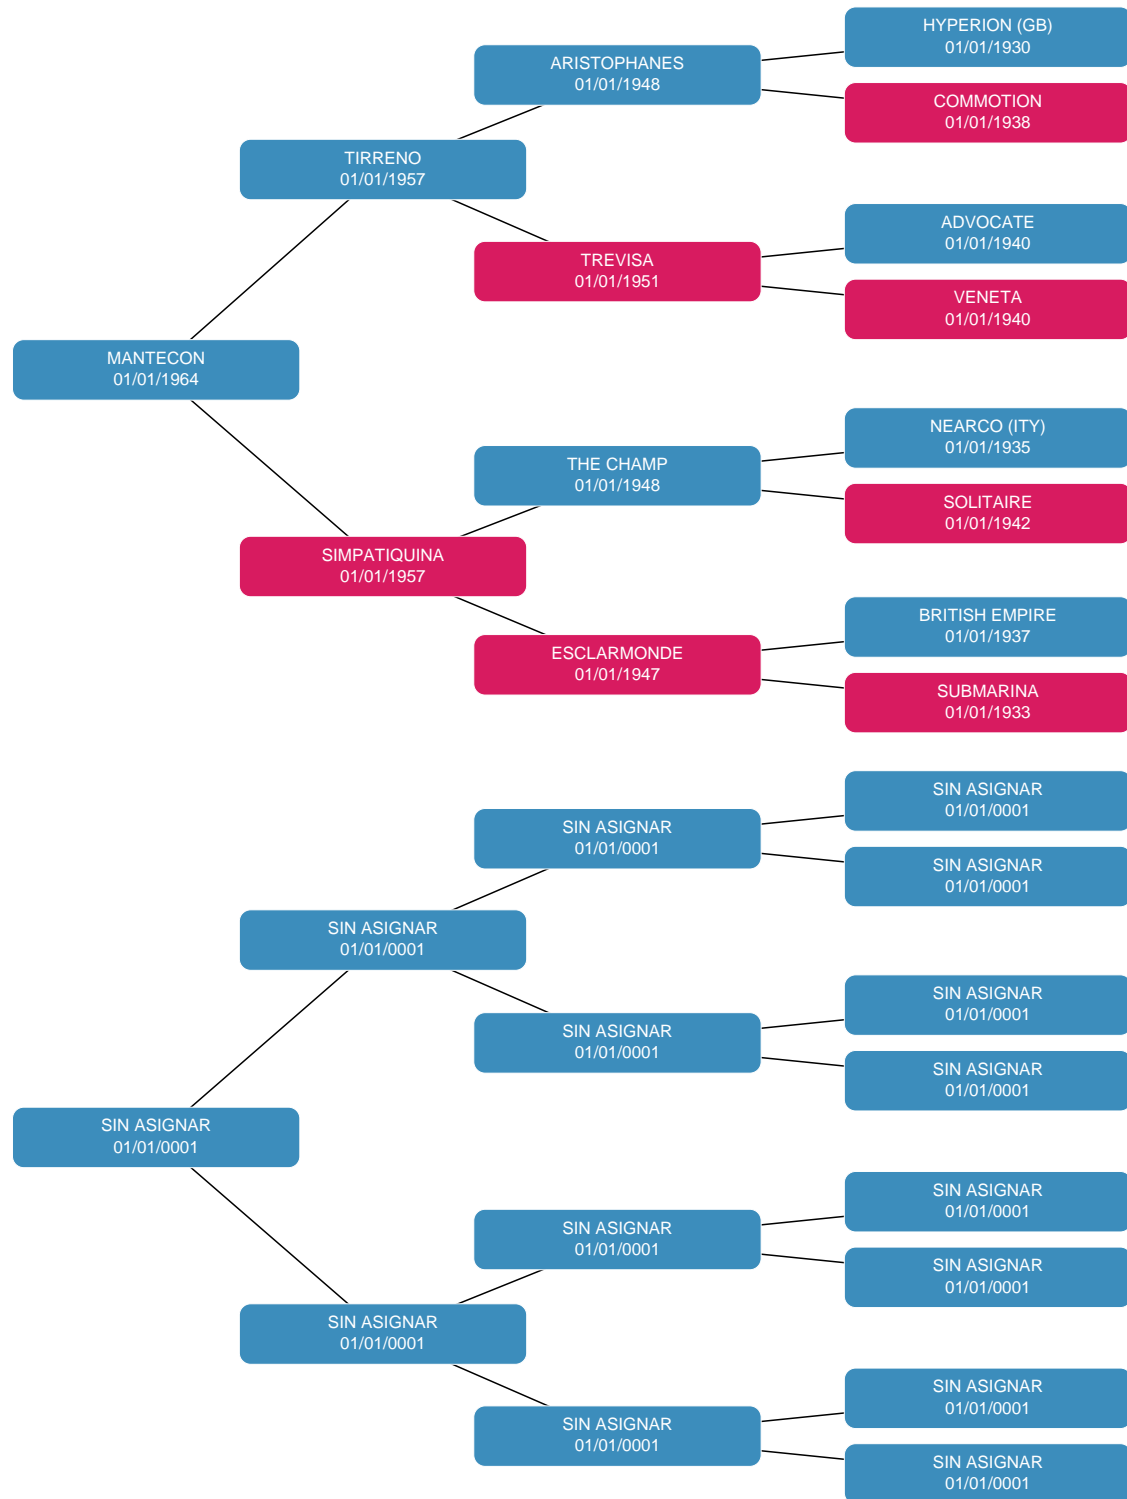 HYPERION (GB)
01/01/1930
ARISTOPHANES
01/01/1948
COMMOTION
01/01/1938
TIRRENO
01/01/1957
ADVOCATE
01/01/1940
TREVISA
01/01/1951
VENETA
01/01/1940
MANTECON
01/01/1964
NEARCO (ITY)
01/01/1935
THE CHAMP
01/01/1948
SOLITAIRE
01/01/1942
SIMPATIQUINA
01/01/1957
BRITISH EMPIRE
01/01/1937
ESCLARMONDE
01/01/1947
SUBMARINA
01/01/1933
SIN ASIGNAR
01/01/0001
SIN ASIGNAR
01/01/0001
SIN ASIGNAR
01/01/0001
SIN ASIGNAR
01/01/0001
SIN ASIGNAR
01/01/0001
SIN ASIGNAR
01/01/0001
SIN ASIGNAR
01/01/0001
SIN ASIGNAR
01/01/0001
SIN ASIGNAR
01/01/0001
SIN ASIGNAR
01/01/0001
SIN ASIGNAR
01/01/0001
SIN ASIGNAR
01/01/0001
SIN ASIGNAR
01/01/0001
SIN ASIGNAR
01/01/0001
SIN ASIGNAR
01/01/0001